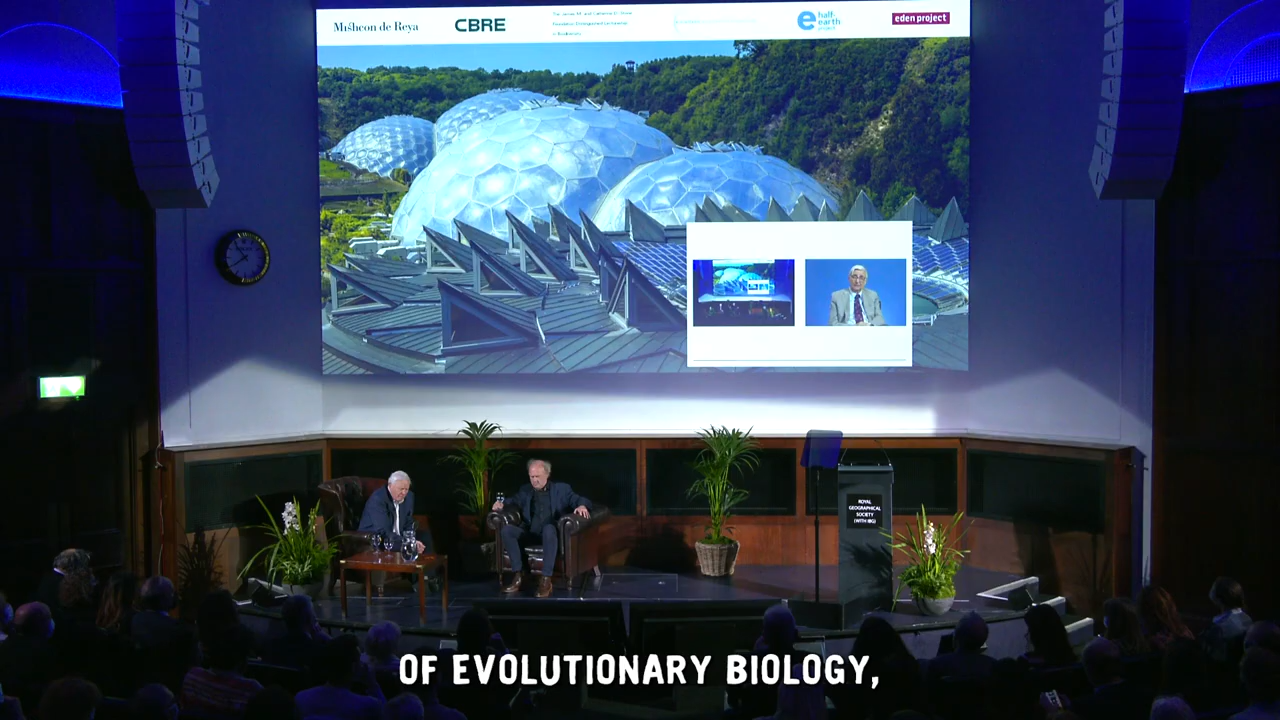 Mishcon de Reya
CBRE
half-
earth
project
eden project
ROYAL
GEOGRAPHICAL
SOCIETY
(WITH IBG)
OF EVOLUTIONARY BIOLOGY,